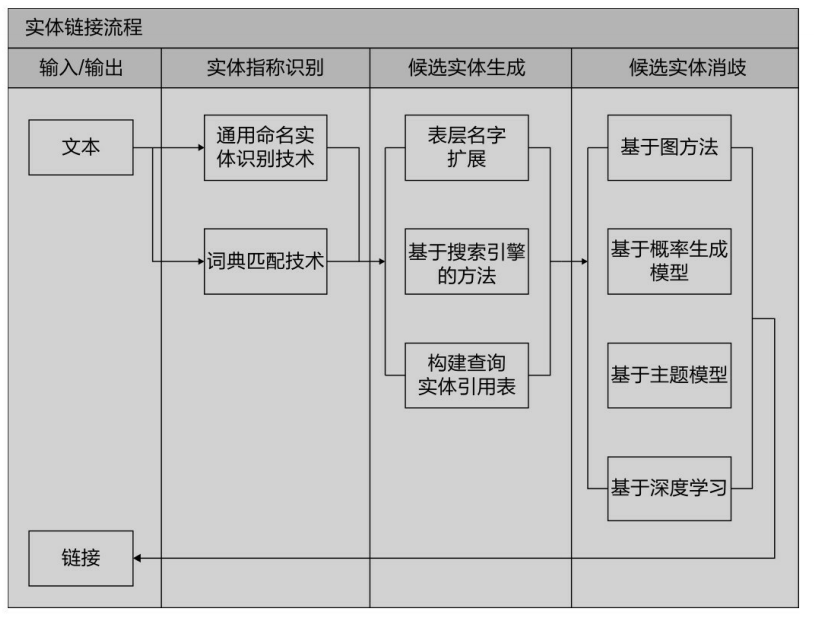 实体链接流程
输入/输出
实体指称识别
候选实体生成
候选实体消歧
文本
通用命名实
体识别技术
词典匹配技术
表层名字
扩展
基于搜索引擎
的方法
构建查询
实体引用表
基于图方法
基于概率生成
模型
基于主题模型
基于深度学习
链接